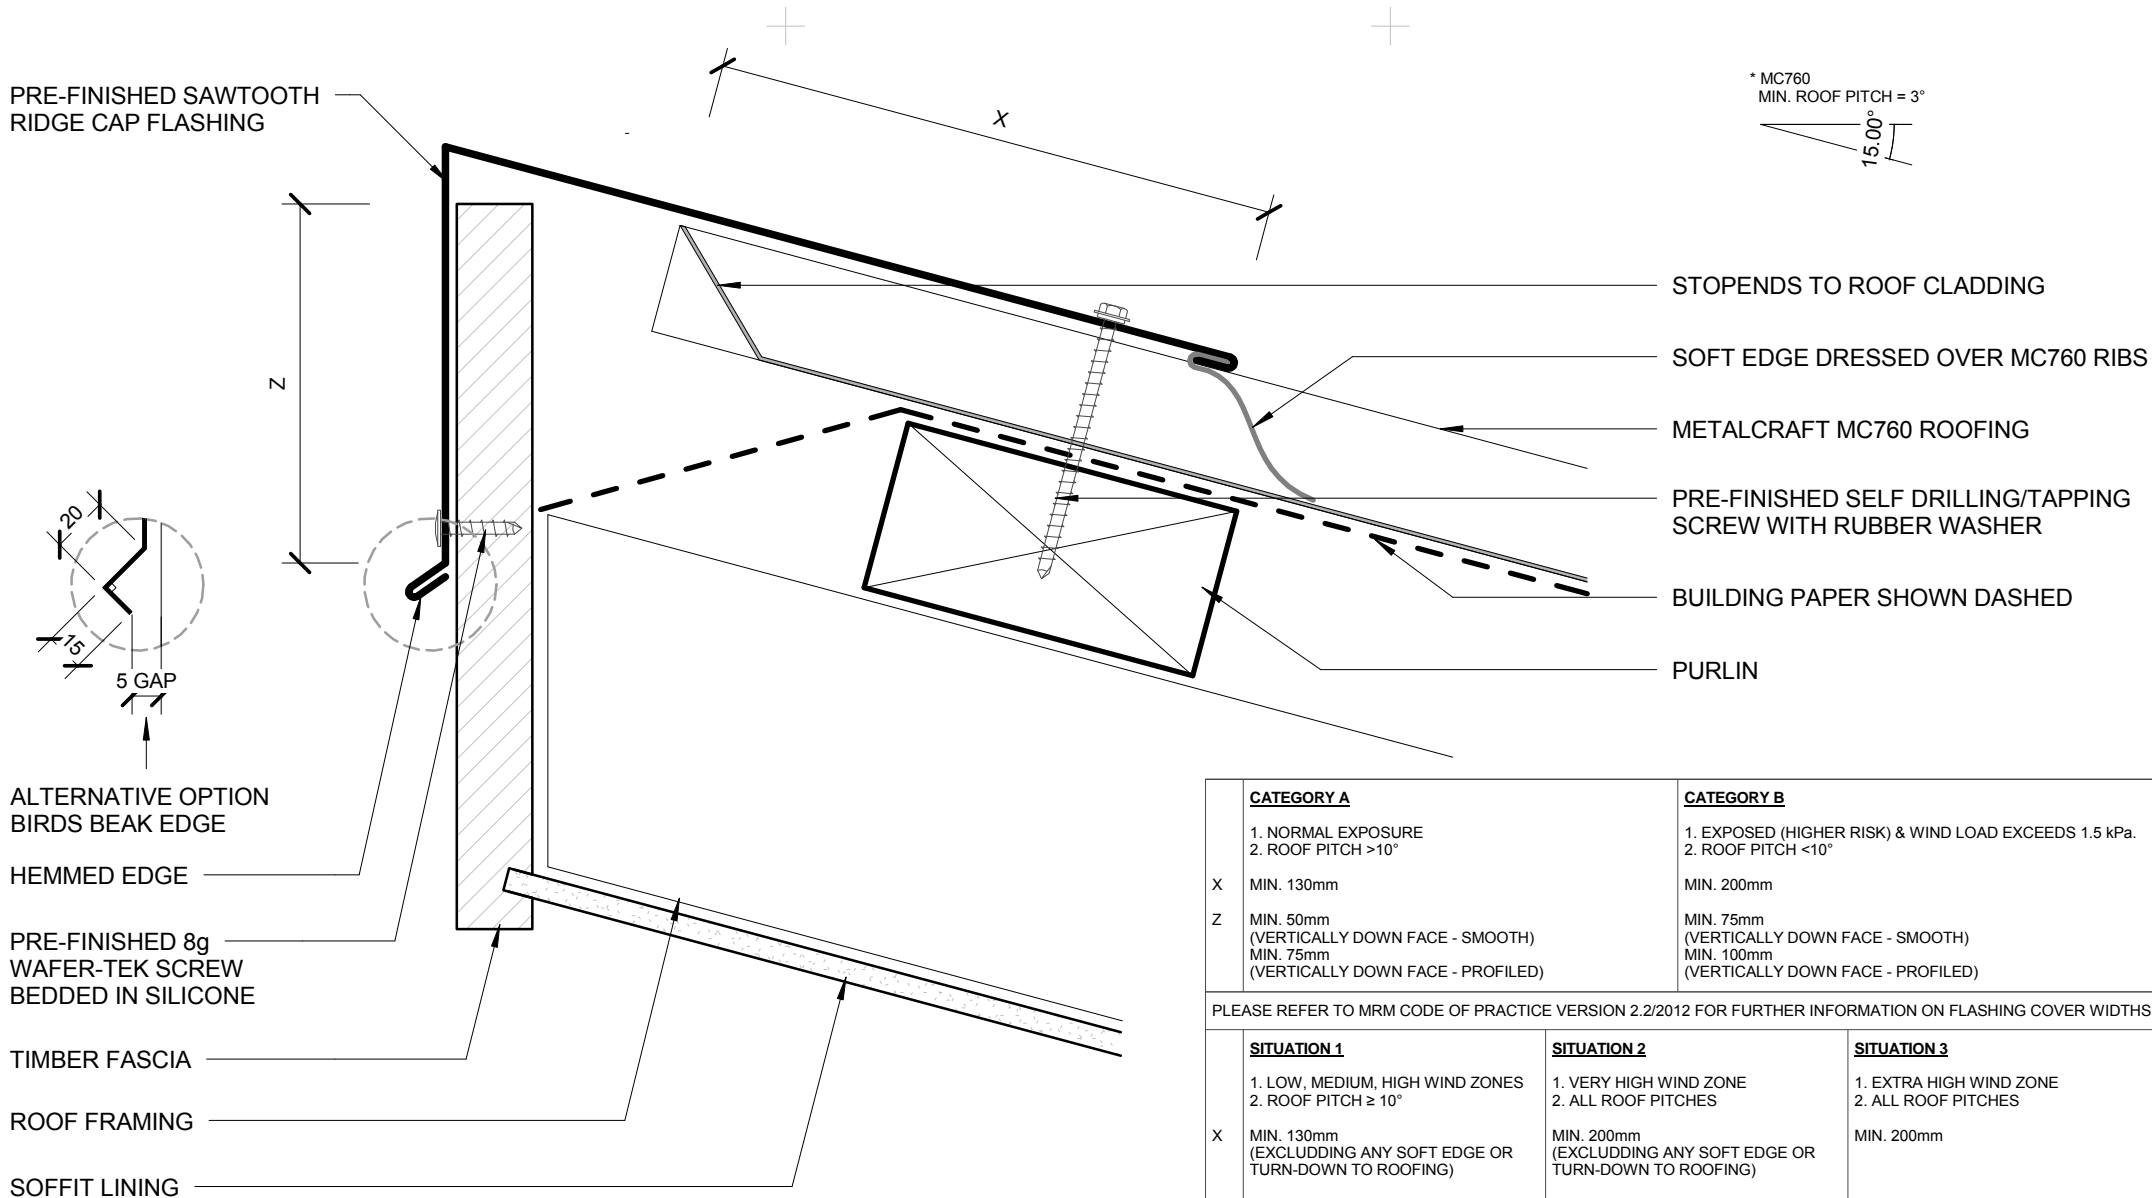 PRE-FINISHED SAWTOOTH
RIDGE CAP FLASHING
X
* MC760
MIN. ROOF PITCH = 3°
15.00°
Z
STOPENDS TO ROOF CLADDING
SOFT EDGE DRESSED OVER MC760 RIBS
METALCRAFT MC760 ROOFING
PRE-FINISHED SELF DRILLING/TAPPING
SCREW WITH RUBBER WASHER
BUILDING PAPER SHOWN DASHED
PURLIN
20
15
5 GAP
ALTERNATIVE OPTION
BIRDS BEAK EDGE
HEMMED EDGE
PRE-FINISHED 8g
WAFER-TEK SCREW
BEDDED IN SILICONE
TIMBER FASCIA
ROOF FRAMING
SOFFIT LINING
CATEGORY A
1. NORMAL EXPOSURE
2. ROOF PITCH >10°
CATEGORY B
1. EXPOSED (HIGHER RISK) & WIND LOAD EXCEEDS 1.5 kPa.
2. ROOF PITCH <10°
X
MIN. 130mm
MIN. 200mm
Z
MIN. 50mm
(VERTICALLY DOWN FACE - SMOOTH)
MIN. 75mm
(VERTICALLY DOWN FACE - PROFILED)
MIN. 75mm
(VERTICALLY DOWN FACE - SMOOTH)
MIN. 100mm
(VERTICALLY DOWN FACE - PROFILED)
PLEASE REFER TO MRM CODE OF PRACTICE VERSION 2.2/2012 FOR FURTHER INFORMATION ON FLASHING COVER WIDTHS
SITUATION 1
1. LOW, MEDIUM, HIGH WIND ZONES
2. ROOF PITCH ≥ 10°
SITUATION 2
1. VERY HIGH WIND ZONE
2. ALL ROOF PITCHES
SITUATION 3
1. EXTRA HIGH WIND ZONE
2. ALL ROOF PITCHES
X
MIN. 130mm
(EXCLUDDING ANY SOFT EDGE OR
TURN-DOWN TO ROOFING)
MIN. 200mm
(EXCLUDDING ANY SOFT EDGE OR
TURN-DOWN TO ROOFING)
MIN. 200mm